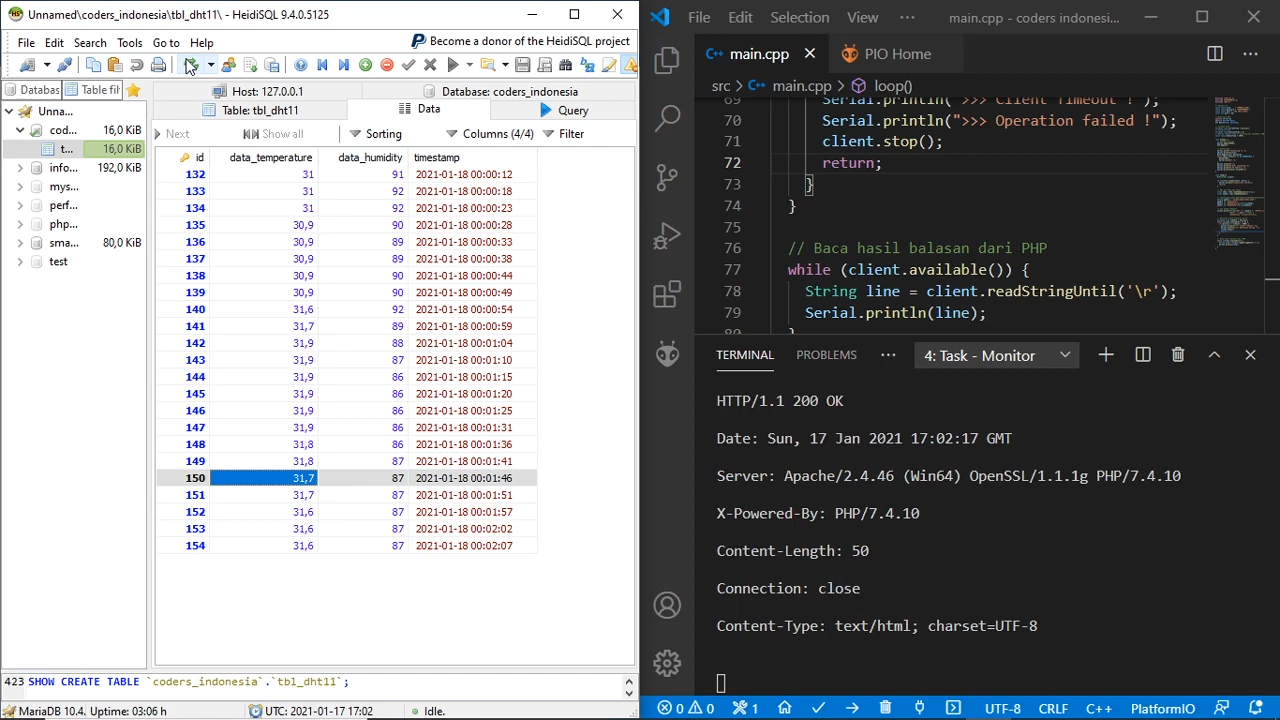 Unnamed\coders_indonesia\tbl_dht11\ - HeidiSQL 9.4.0.5125
File Edit Search Tools Go to Help
Become a donor of the HeidiSQL project
Databas Table filt
Host: 127.0.0.1 Database: coders_indonesia
Table: tbl_dht11 Data Query
Next Show all Sorting Columns (4/4) Filter
Unna...
cod... 16,0 KiB
t... 16,0 KiB
info... 192,0 KiB
mys...
perf...
php...
sma... 80,0 KiB
test
id data_temperature data_humidity timestamp
132 31 91 2021-01-18 00:00:12
133 31 92 2021-01-18 00:00:18
134 31 92 2021-01-18 00:00:23
135 30,9 90 2021-01-18 00:00:28
136 30,9 89 2021-01-18 00:00:33
137 30,9 89 2021-01-18 00:00:38
138 30,9 90 2021-01-18 00:00:44
139 30,9 90 2021-01-18 00:00:49
140 31,6 92 2021-01-18 00:00:54
141 31,7 89 2021-01-18 00:00:59
142 31,9 88 2021-01-18 00:01:04
143 31,9 87 2021-01-18 00:01:10
144 31,9 86 2021-01-18 00:01:15
145 31,9 86 2021-01-18 00:01:20
146 31,9 86 2021-01-18 00:01:25
147 31,9 86 2021-01-18 00:01:31
148 31,8 86 2021-01-18 00:01:36
149 31,8 87 2021-01-18 00:01:41
150 31,7 87 2021-01-18 00:01:46
151 31,7 87 2021-01-18 00:01:51
152 31,6 87 2021-01-18 00:01:57
153 31,6 87 2021-01-18 00:02:02
154 31,6 87 2021-01-18 00:02:07
423 SHOW CREATE TABLE `coders_indonesia`.`tbl_dht11`;
MariaDB 10.4. Uptime: 03:06 h UTC: 2021-01-17 17:02 Idle.
File Edit Selection View ··· main.cpp - coders indonesi...
main.cpp PIO Home
src > main.cpp > loop()
69 Serial.println(">>> Client Timeout !");
70 Serial.println(">>> Operation failed !");
71 client.stop();
72 return;
73 }
74 }
75
76 // Baca hasil balasan dari PHP
77 while (client.available()) {
78 String line = client.readStringUntil('\r');
79 Serial.println(line);
80 }
TERMINAL PROBLEMS ··· 4: Task - Monitor
HTTP/1.1 200 OK
Date: Sun, 17 Jan 2021 17:02:17 GMT
Server: Apache/2.4.46 (Win64) OpenSSL/1.1.1g PHP/7.4.10
X-Powered-By: PHP/7.4.10
Content-Length: 50
Connection: close
Content-Type: text/html; charset=UTF-8
0 0 1 UTF-8 CRLF C++ PlatformIO